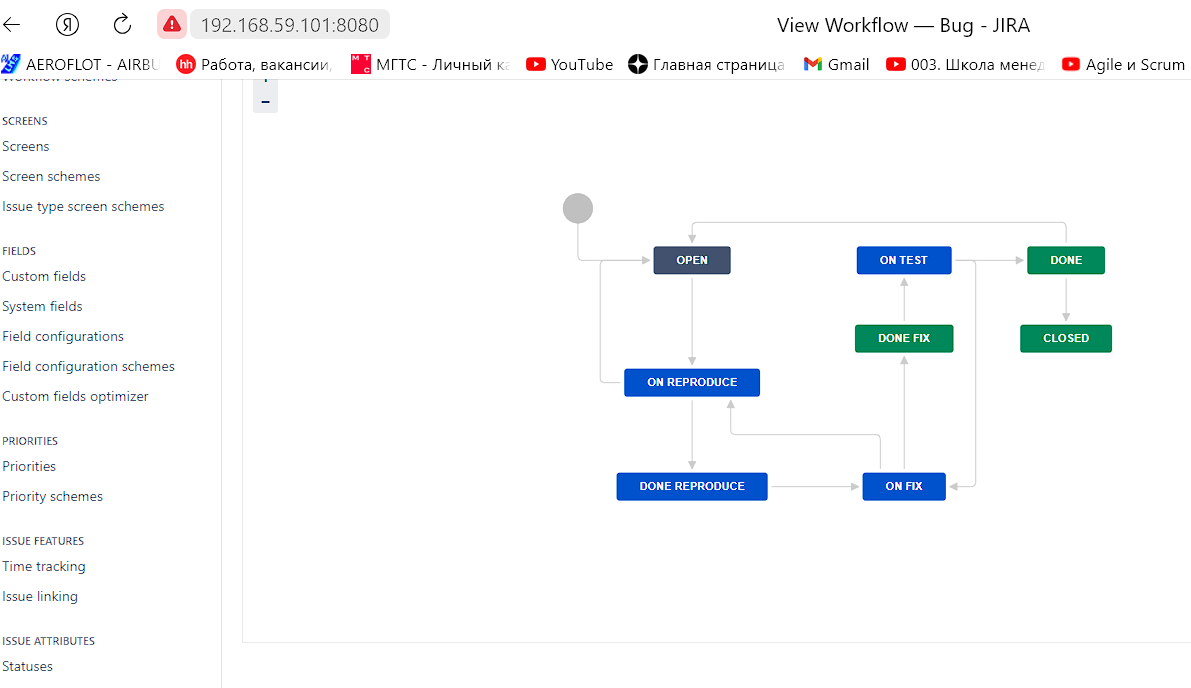 192.168.59.101:8080 View Workflow — Bug - JIRA
AEROFLOT - AIRBU Работа, вакансии, МГТС - Личный ка YouTube Главная страница Gmail 003. Школа менед Agile и Scrum
Workflow schemes
SCREENS
Screens
Screen schemes
Issue type screen schemes
FIELDS
Custom fields
System fields
Field configurations
Field configuration schemes
Custom fields optimizer
PRIORITIES
Priorities
Priority schemes
ISSUE FEATURES
Time tracking
Issue linking
ISSUE ATTRIBUTES
Statuses
OPEN
ON TEST
DONE
DONE FIX
CLOSED
ON REPRODUCE
DONE REPRODUCE
ON FIX